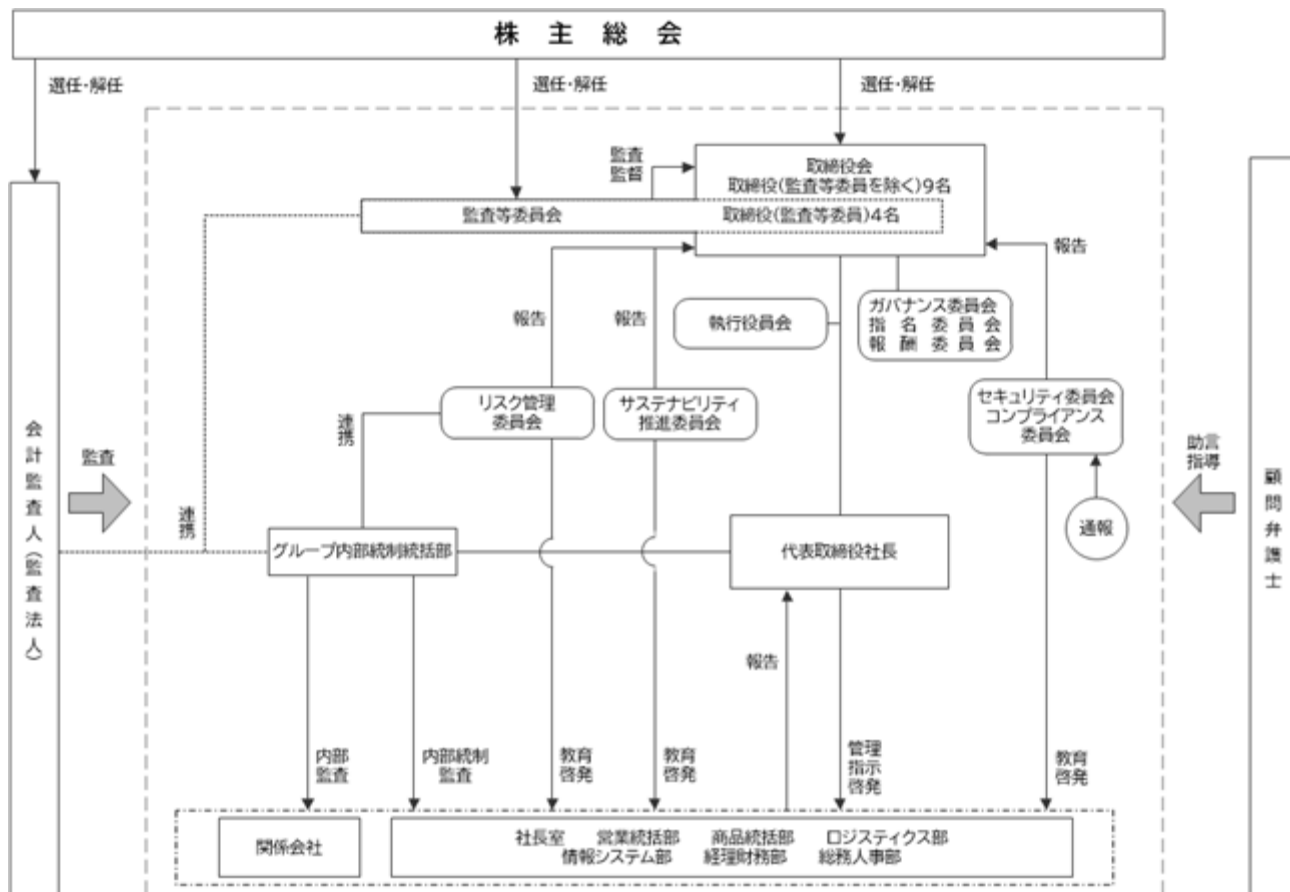 株主総会
選任・解任
選任・解任
選任・解任
監査
監督
取締役会
取締役(監査等委員を除く)9名
監査等委員会
取締役(監査等委員)4名
報告
報告
報告
執行役員会
ガバナンス委員会
指名委員会
報酬委員会
リスク管理
委員会
サステナビリティ
推進委員会
セキュリティ委員会
コンプライアンス
委員会
連携
会計監査人(監査法人)
監査
連携
助言
指導
顧問弁護士
通報
グループ内部統制統括部
代表取締役社長
報告
内部
監査
内部統制
監査
教育
啓発
教育
啓発
管理
指示
啓発
教育
啓発
関係会社
社長室 営業統括部 商品統括部 ロジスティクス部
情報システム部 経理財務部 総務人事部